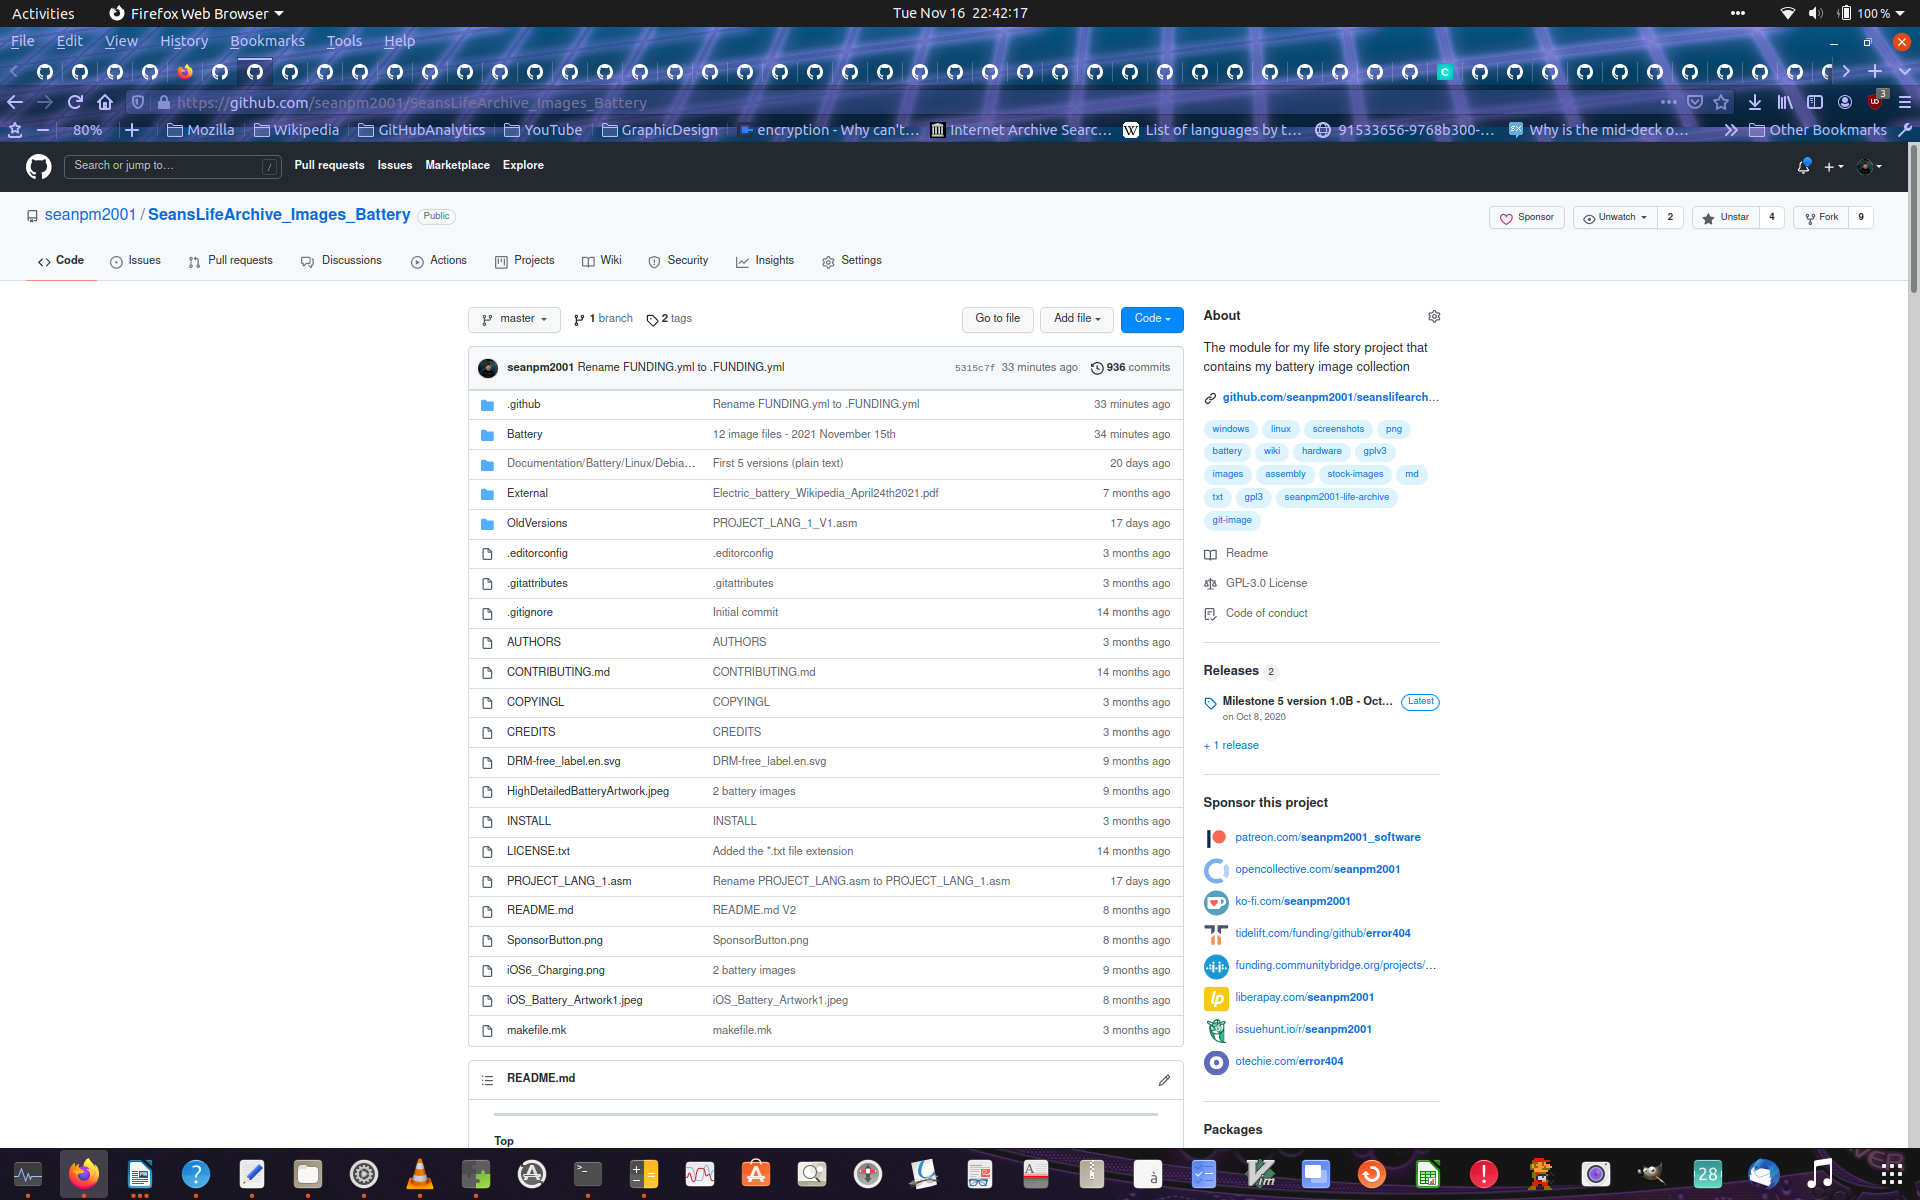 Activities
Firefox Web Browser
Tue Nov 16 22:42:17
100 %
File Edit View History Bookmarks Tools Help
https://github.com/seanpm2001/SeansLifeArchive_Images_Battery
3
80%
Mozilla
Wikipedia
GitHubAnalytics
YouTube
GraphicDesign
encryption - Why can't…
Internet Archive Searc…
List of languages by t…
91533656-9768b300-…
Why is the mid-deck o…
Other Bookmarks
Search or jump to…
/
Pull requests Issues Marketplace Explore
seanpm2001 / SeansLifeArchive_Images_Battery Public
Sponsor
Unwatch 2
Unstar 4
Fork 9
Code Issues Pull requests Discussions Actions Projects Wiki Security Insights Settings
master
1 branch
2 tags
Go to file
Add file
Code
seanpm2001 Rename FUNDING.yml to .FUNDING.yml 5315c7f 33 minutes ago 936 commits
.github Rename FUNDING.yml to .FUNDING.yml 33 minutes ago
Battery 12 image files - 2021 November 15th 34 minutes ago
Documentation/Battery/Linux/Debia… First 5 versions (plain text) 20 days ago
External Electric_battery_Wikipedia_April24th2021.pdf 7 months ago
OldVersions PROJECT_LANG_1_V1.asm 17 days ago
.editorconfig .editorconfig 3 months ago
.gitattributes .gitattributes 3 months ago
.gitignore Initial commit 14 months ago
AUTHORS AUTHORS 3 months ago
CONTRIBUTING.md CONTRIBUTING.md 14 months ago
COPYINGL COPYINGL 3 months ago
CREDITS CREDITS 3 months ago
DRM-free_label.en.svg DRM-free_label.en.svg 9 months ago
HighDetailedBatteryArtwork.jpeg 2 battery images 9 months ago
INSTALL INSTALL 3 months ago
LICENSE.txt Added the *.txt file extension 14 months ago
PROJECT_LANG_1.asm Rename PROJECT_LANG.asm to PROJECT_LANG_1.asm 17 days ago
README.md README.md V2 8 months ago
SponsorButton.png SponsorButton.png 8 months ago
iOS6_Charging.png 2 battery images 9 months ago
iOS_Battery_Artwork1.jpeg iOS_Battery_Artwork1.jpeg 8 months ago
makefile.mk makefile.mk 3 months ago
README.md
Top
About
The module for my life story project that
contains my battery image collection
github.com/seanpm2001/seanslifearch…
windows linux screenshots png
battery wiki hardware gplv3
images assembly stock-images md
txt gpl3 seanpm2001-life-archive
git-image
Readme
GPL-3.0 License
Code of conduct
Releases 2
Milestone 5 version 1.0B - Oct… Latest
on Oct 8, 2020
+ 1 release
Sponsor this project
patreon.com/seanpm2001_software
opencollective.com/seanpm2001
ko-fi.com/seanpm2001
tidelift.com/funding/github/error404
funding.communitybridge.org/projects/…
liberapay.com/seanpm2001
issuehunt.io/r/seanpm2001
otechie.com/error404
Packages
28